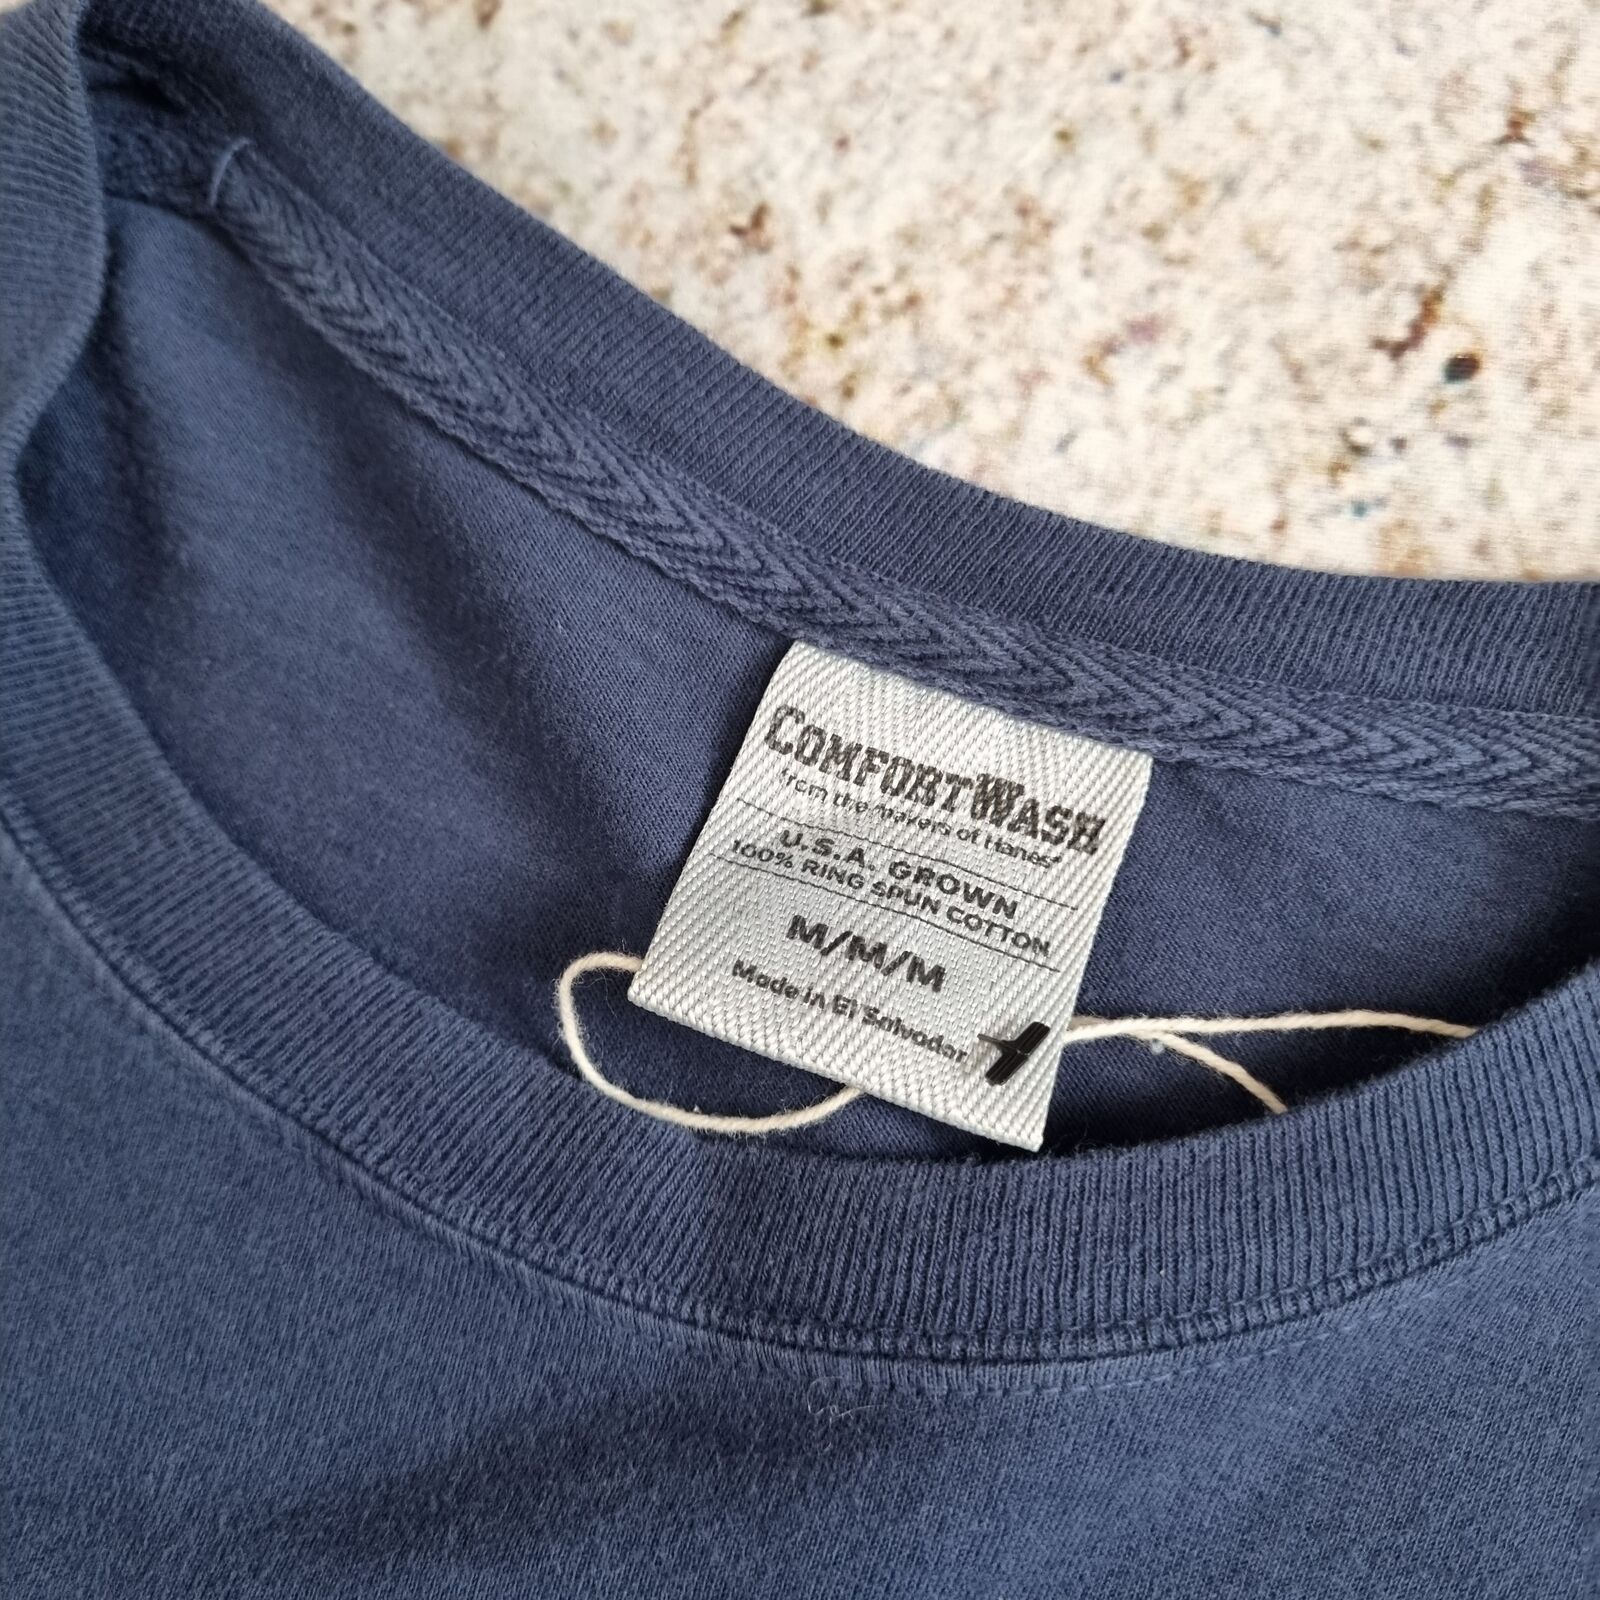 COMFORTWASH
from the makers of Hanes
U.S.A. GROWN
100% RING SPUN COTTON
M/M/M
Made in El Salvador